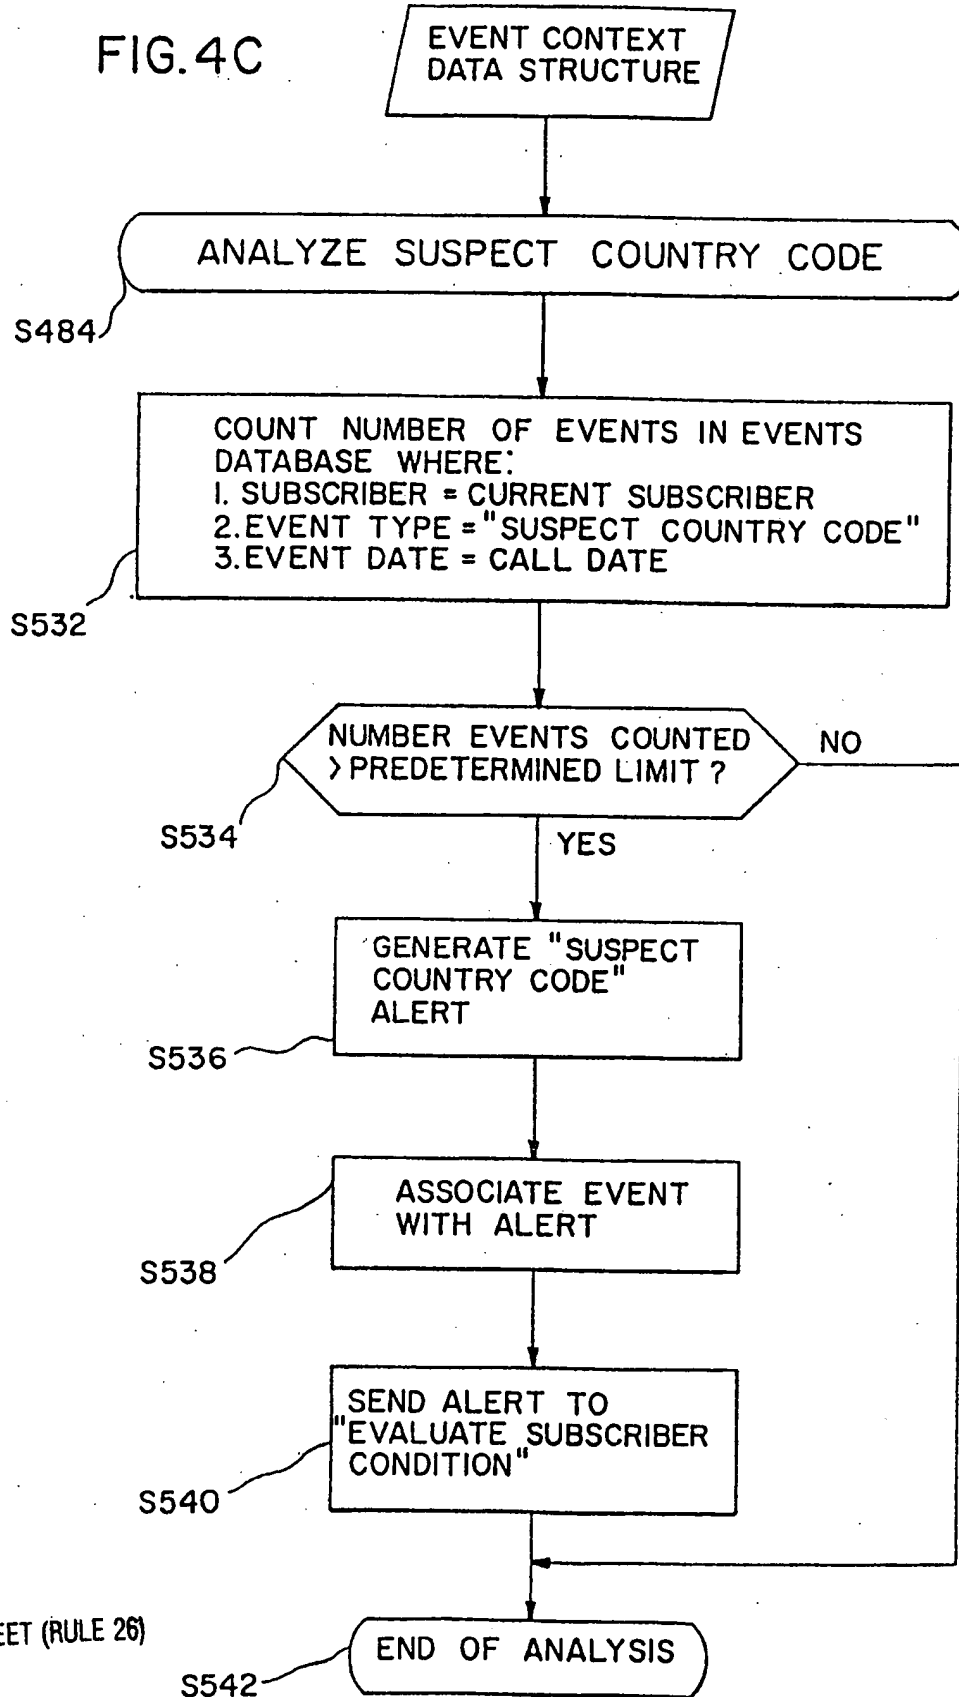 FIG. 4C
EVENT CONTEXT
DATA STRUCTURE
ANALYZE SUSPECT COUNTRY CODE
S484
COUNT NUMBER OF EVENTS IN EVENTS
DATABASE WHERE:
1. SUBSCRIBER = CURRENT SUBSCRIBER
2. EVENT TYPE = "SUSPECT COUNTRY CODE"
3. EVENT DATE = CALL DATE
S532
NUMBER EVENTS COUNTED
> PREDETERMINED LIMIT ?
NO
S534
YES
GENERATE "SUSPECT
COUNTRY CODE"
ALERT
S536
ASSOCIATE EVENT
WITH ALERT
S538
SEND ALERT TO
"EVALUATE SUBSCRIBER
CONDITION"
S540
EET (RULE 26)
END OF ANALYSIS
S542